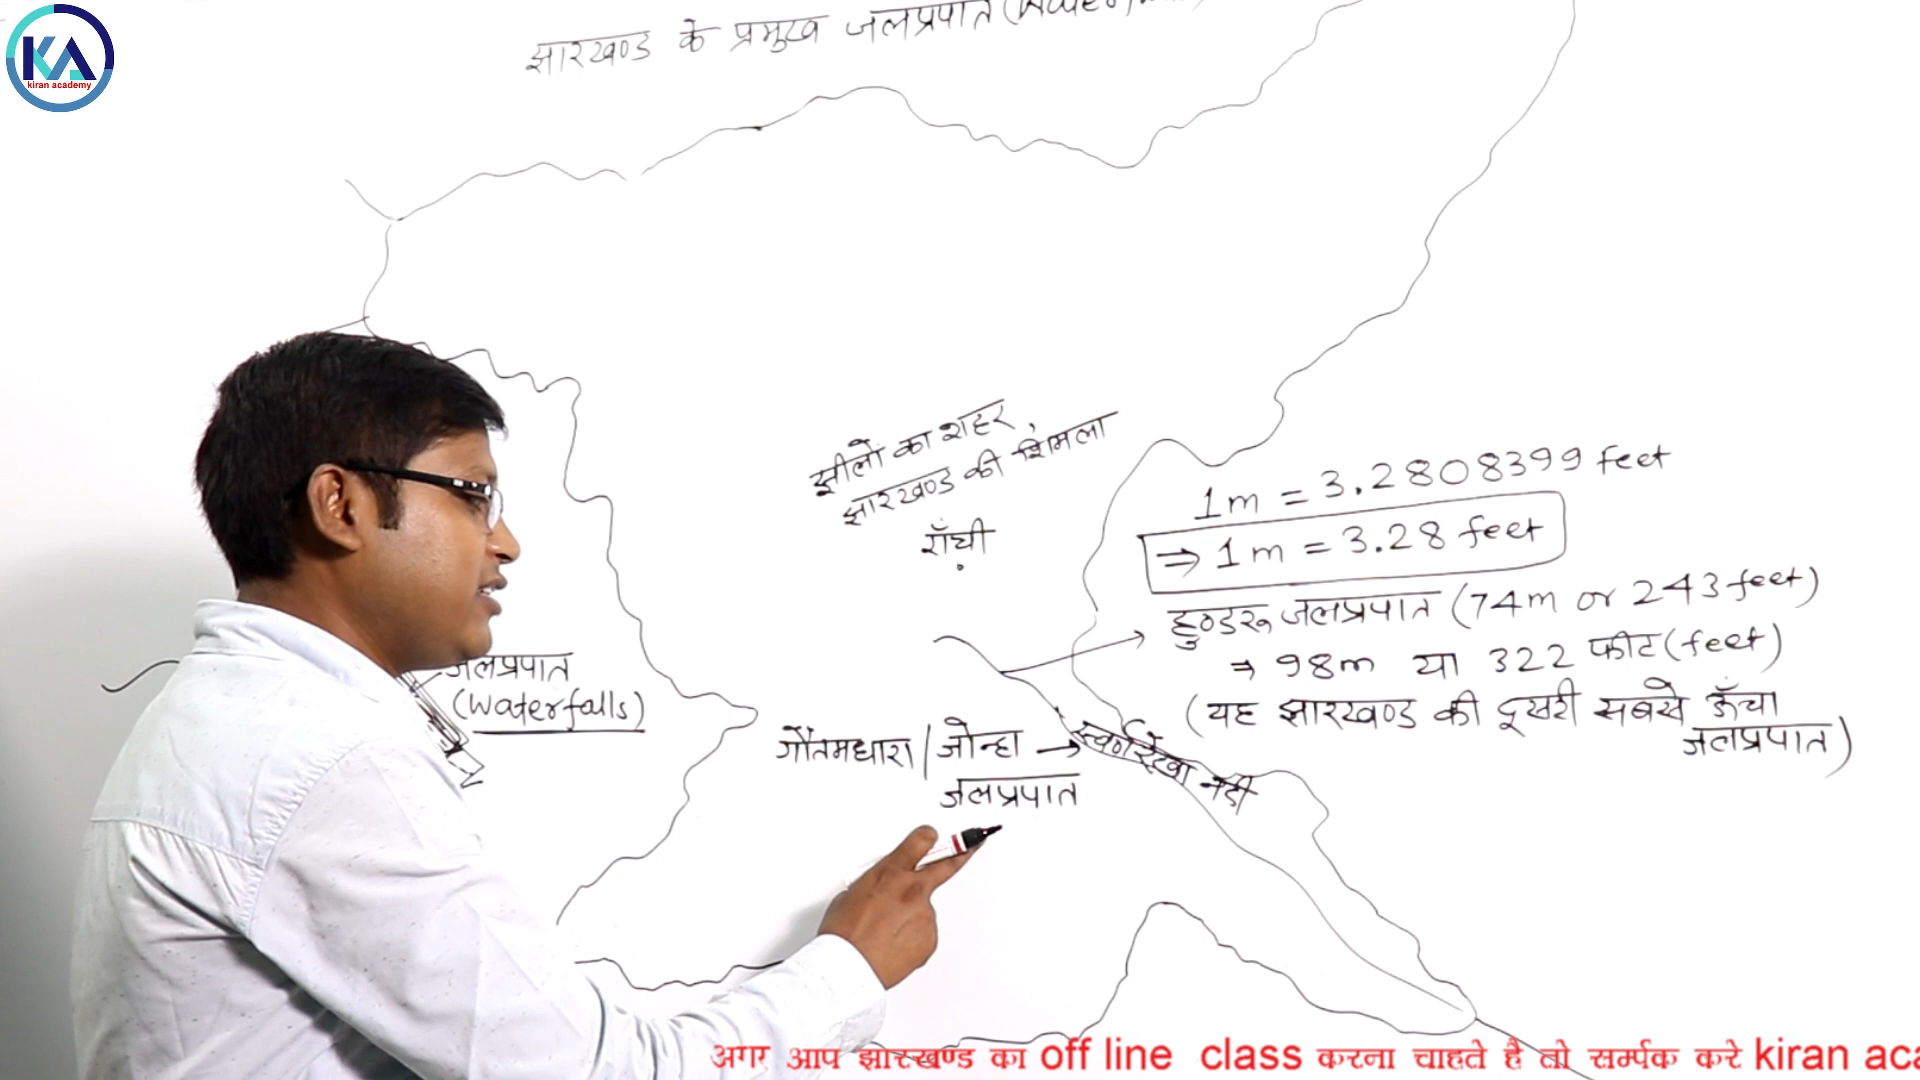 KA
kiran academy
झारखण्ड के प्रमुख जलप्रपात (Waterfalls)
झीलों का शहर,
झारखण्ड की शिमला
राँची
1m = 3.2808399 feet
⇒ 1m = 3.28 feet
हुण्डरू जलप्रपात (74m or 243 feet)
⇒ 98m या 322 फीट (feet)
(यह झारखण्ड की दूसरी सबसे ऊँचा
जलप्रपात)
जलप्रपात
(Waterfalls)
गौतमधारा / जोन्हा →
जलप्रपात
स्वर्णरेखा नदी
अगर आप झारखण्ड का off line class करना चाहते है तो सर्म्पक करे kiran aca